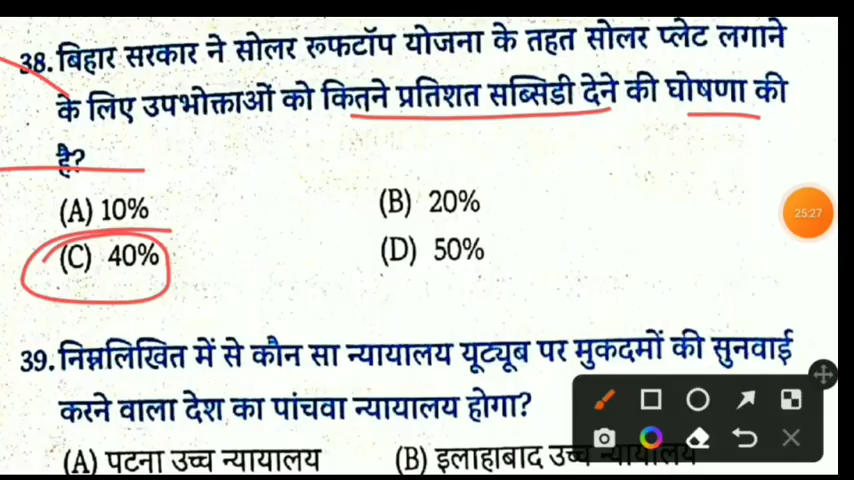 38. बिहार सरकार ने सोलर रूफटॉप योजना के तहत सोलर प्लेट लगाने
के लिए उपभोक्ताओं को कितने प्रतिशत सब्सिडी देने की घोषणा की
है?
(A) 10% (B) 20%
(C) 40% (D) 50%
25:27
39. निम्नलिखित में से कौन सा न्यायालय यूट्यूब पर मुकदमों की सुनवाई
करने वाला देश का पांचवा न्यायालय होगा?
(A) पटना उच्च न्यायालय (B) इलाहाबाद उच्च न्यायालय